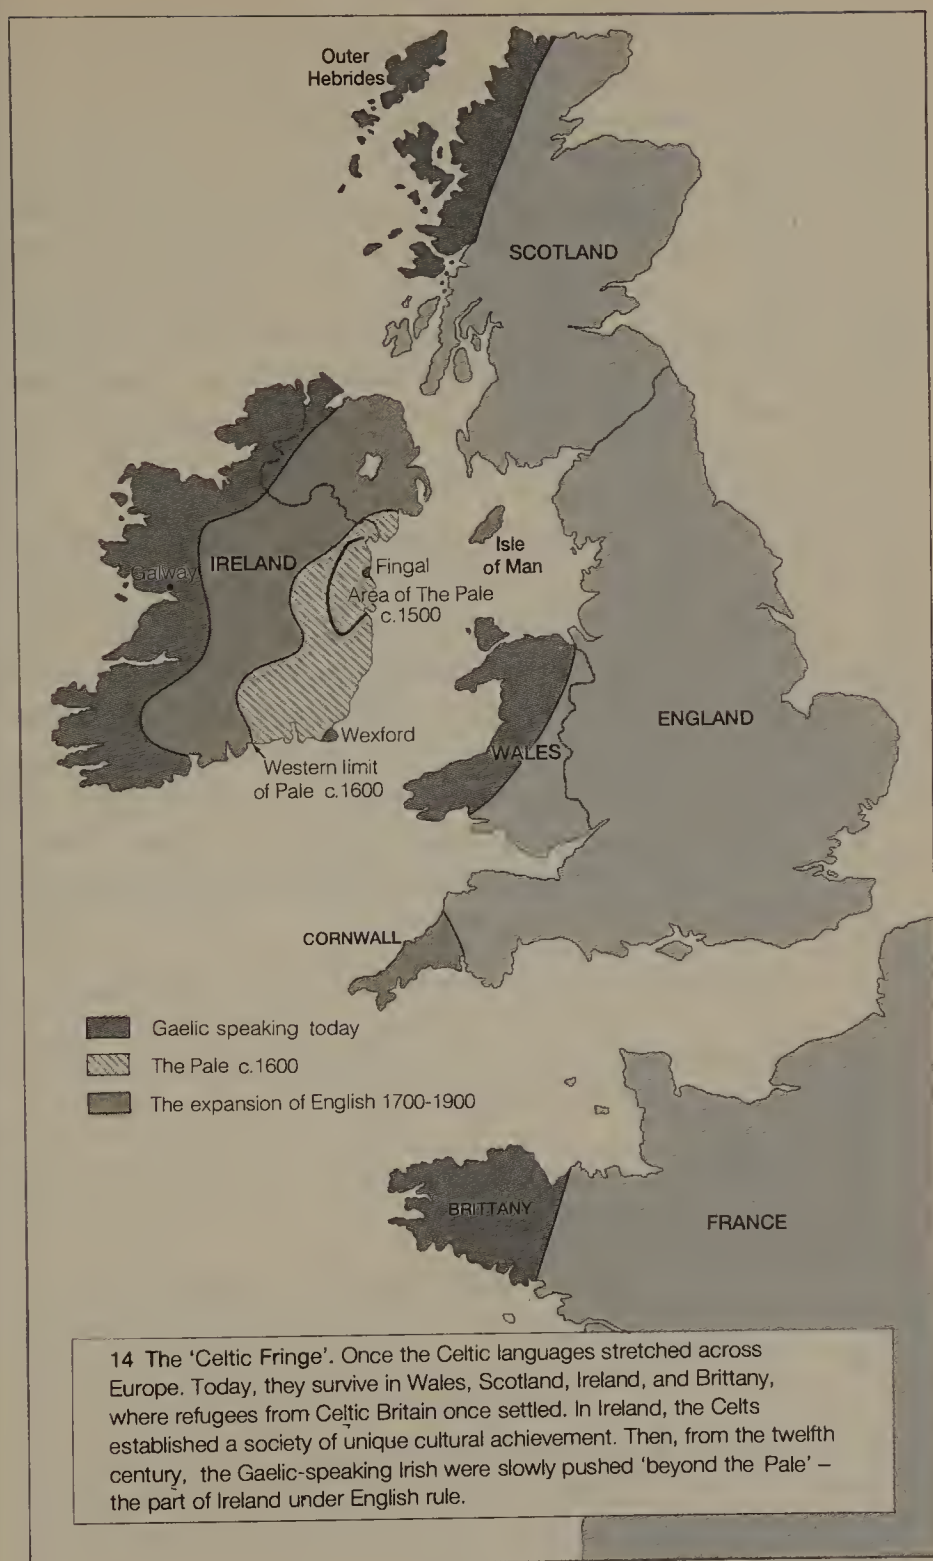 Outer
Hebrides
SCOTLAND
IRELAND
Galway
Fingal
Area of The Pale
c.1500
Isle
of Man
Wexford
Western limit
of Pale c.1600
WALES
ENGLAND
CORNWALL
Gaelic speaking today
The Pale c.1600
The expansion of English 1700-1900
BRITTANY
FRANCE
14 The 'Celtic Fringe'. Once the Celtic languages stretched across
Europe. Today, they survive in Wales, Scotland, Ireland, and Brittany,
where refugees from Celtic Britain once settled. In Ireland, the Celts
established a society of unique cultural achievement. Then, from the twelfth
century, the Gaelic-speaking Irish were slowly pushed 'beyond the Pale' –
the part of Ireland under English rule.